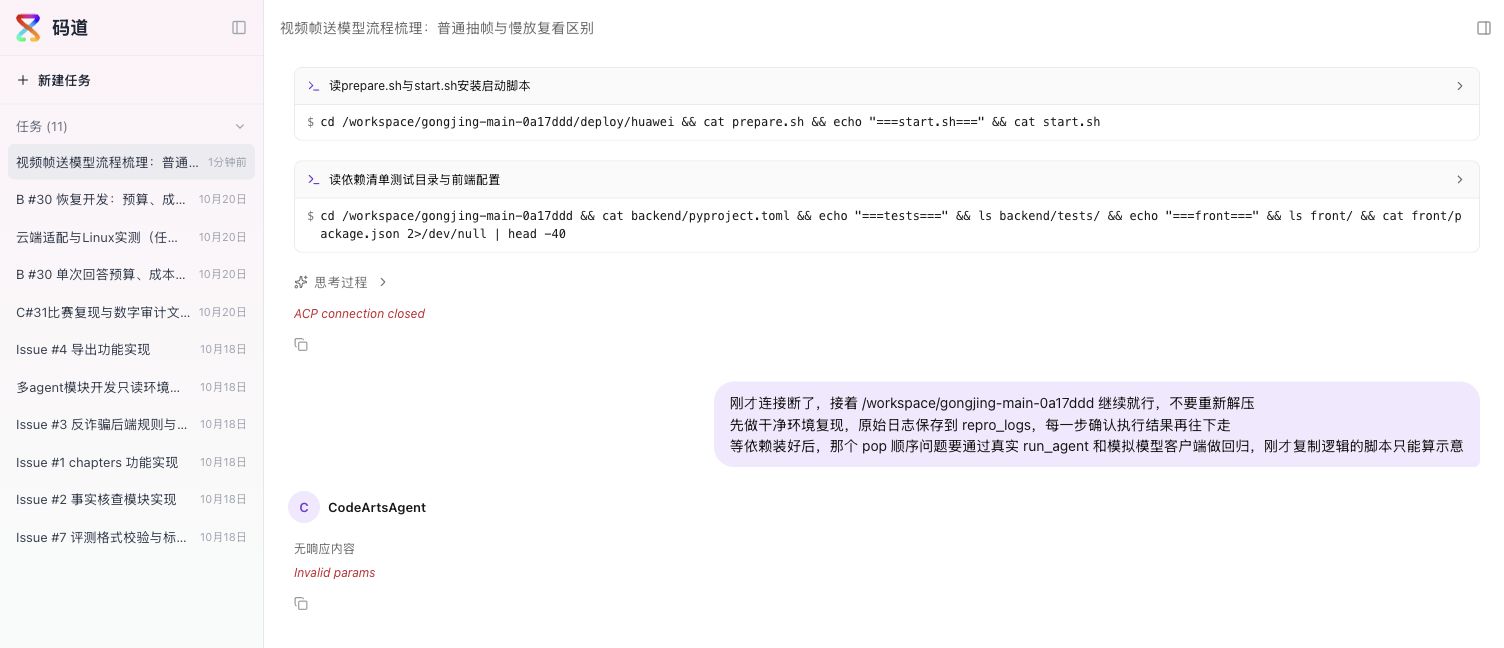 码道
新建任务
任务 (11)
视频帧送模型流程梳理：普通... 1分钟前
B #30 恢复开发：预算、成... 10月20日
云端适配与Linux实测（任... 10月20日
B #30 单次回答预算、成本... 10月20日
C#31比赛复现与数字审计文... 10月20日
Issue #4 导出功能实现 10月18日
多agent模块开发只读环境... 10月18日
Issue #3 反诈骗后端规则与... 10月18日
Issue #1 chapters 功能实现 10月18日
Issue #2 事实核查模块实现 10月18日
Issue #7 评测格式校验与标... 10月18日
视频帧送模型流程梳理：普通抽帧与慢放复看区别
读prepare.sh与start.sh安装启动脚本
$ cd /workspace/gongjing-main-0a17ddd/deploy/huawei && cat prepare.sh && echo "===start.sh===" && cat start.sh
读依赖清单测试目录与前端配置
$ cd /workspace/gongjing-main-0a17ddd && cat backend/pyproject.toml && echo "===tests===" && ls backend/tests/ && echo "===front===" && ls front/ && cat front/p
ackage.json 2>/dev/null | head -40
思考过程
ACP connection closed
刚才连接断了，接着 /workspace/gongjing-main-0a17ddd 继续就行，不要重新解压
先做干净环境复现，原始日志保存到 repro_logs，每一步确认执行结果再往下走
等依赖装好后，那个 pop 顺序问题要通过真实 run_agent 和模拟模型客户端做回归，刚才复制逻辑的脚本只能算示意
C CodeArtsAgent
无响应内容
Invalid params